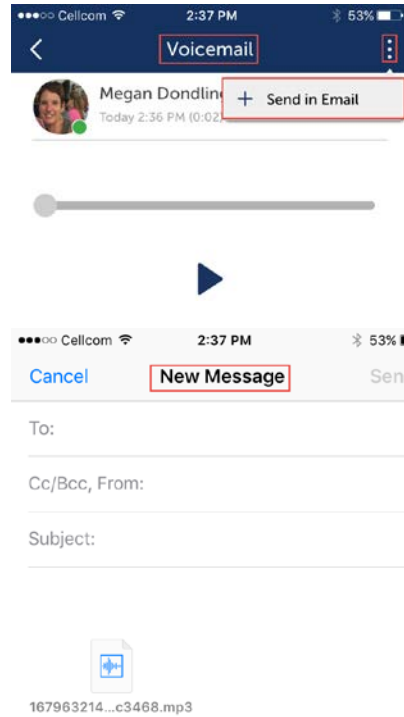 Cellcom 2:37 PM 53%
Voicemail
Megan Dondlin
+ Send in Email
Today 2:36 PM (0:02)
Cellcom 2:37 PM 53%
Cancel New Message Sen
To:
Cc/Bcc, From:
Subject:
167963214...c3468.mp3